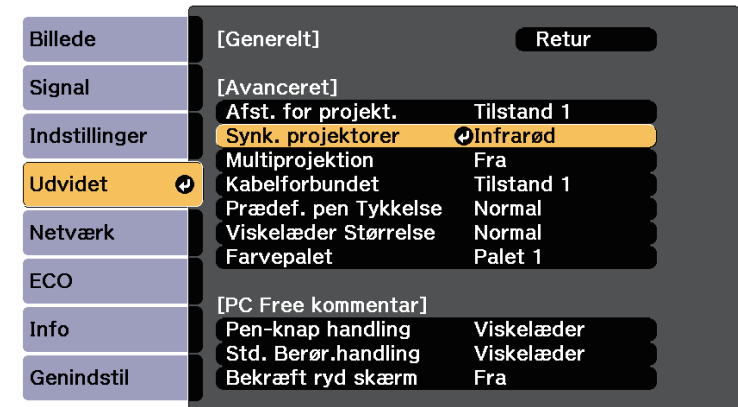 Billede
Signal
Indstillinger
Udvidet
Netværk
ECO
Info
Genindstil
[Generelt] Retur
[Avanceret]
Afst. for projekt. Tilstand 1
Synk. projektorer Infrarød
Multiprojektion Fra
Kabelforbundet Tilstand 1
Prædef. pen Tykkelse Normal
Viskelæder Størrelse Normal
Farvepalet Palet 1
[PC Free kommentar]
Pen-knap handling Viskelæder
Std. Berør.handling Viskelæder
Bekræft ryd skærm Fra